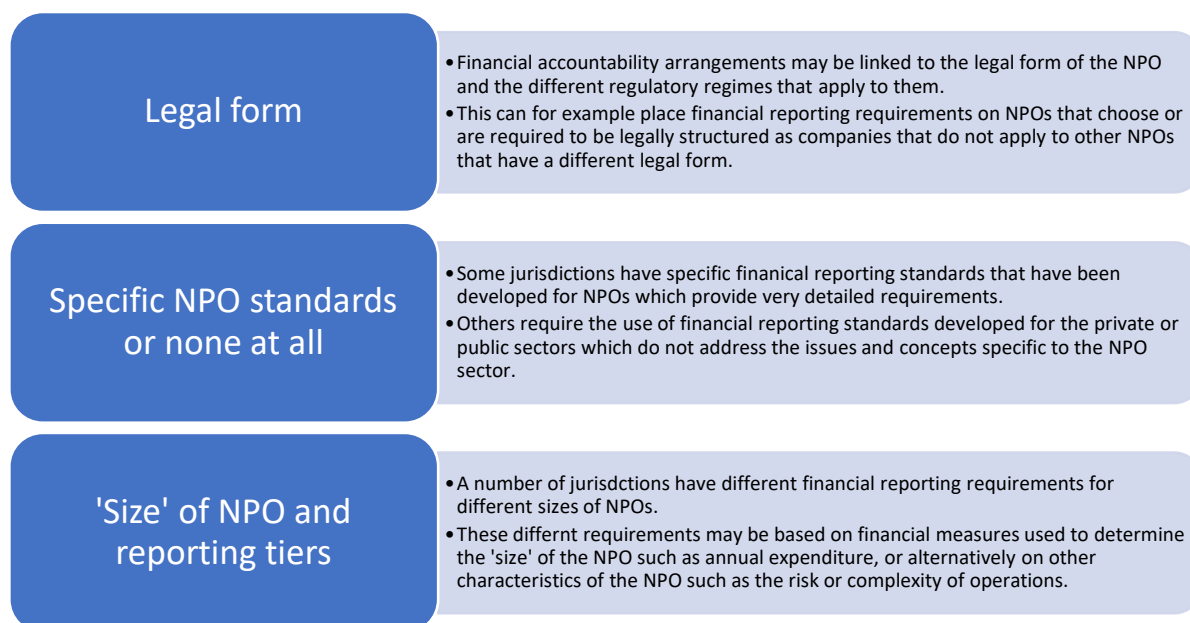 Legal form
•Financial accountability arrangements may be linked to the legal form of the NPO
and the different regulatory regimes that apply to them.
•This can for example place financial reporting requirements on NPOs that choose or
are required to be legally structured as companies that do not apply to other NPOs
that have a different legal form.
Specific NPO standards
or none at all
•Some jurisdictions have specific finanical reporting standards that have been
developed for NPOs which provide very detailed requirements.
•Others require the use of financial reporting standards developed for the private or
public sectors which do not address the issues and concepts specific to the NPO
sector.
'Size' of NPO and
reporting tiers
•A number of jurisdctions have different financial reporting requirements for
different sizes of NPOs.
•These differnt requirements may be based on financial measures used to determine
the 'size' of the NPO such as annual expenditure, or alternatively on other
characteristics of the NPO such as the risk or complexity of operations.